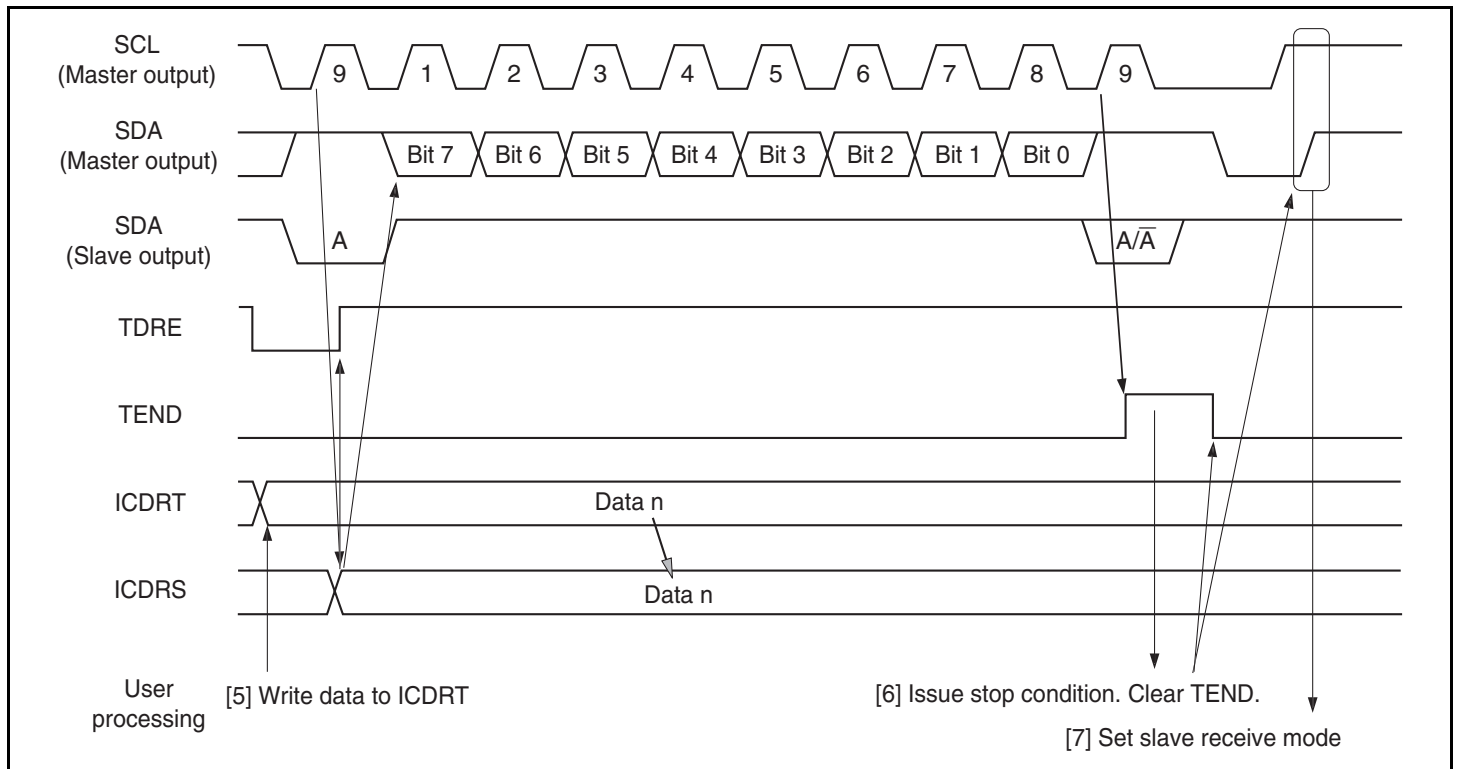 SCL
(Master output)
9 1 2 3 4 5 6 7 8 9
SDA
(Master output)
Bit 7 Bit 6 Bit 5 Bit 4 Bit 3 Bit 2 Bit 1 Bit 0
SDA
(Slave output)
A A/A̅
TDRE
TEND
ICDRT
Data n
ICDRS
Data n
User
processing
[5] Write data to ICDRT
[6] Issue stop condition. Clear TEND.
[7] Set slave receive mode